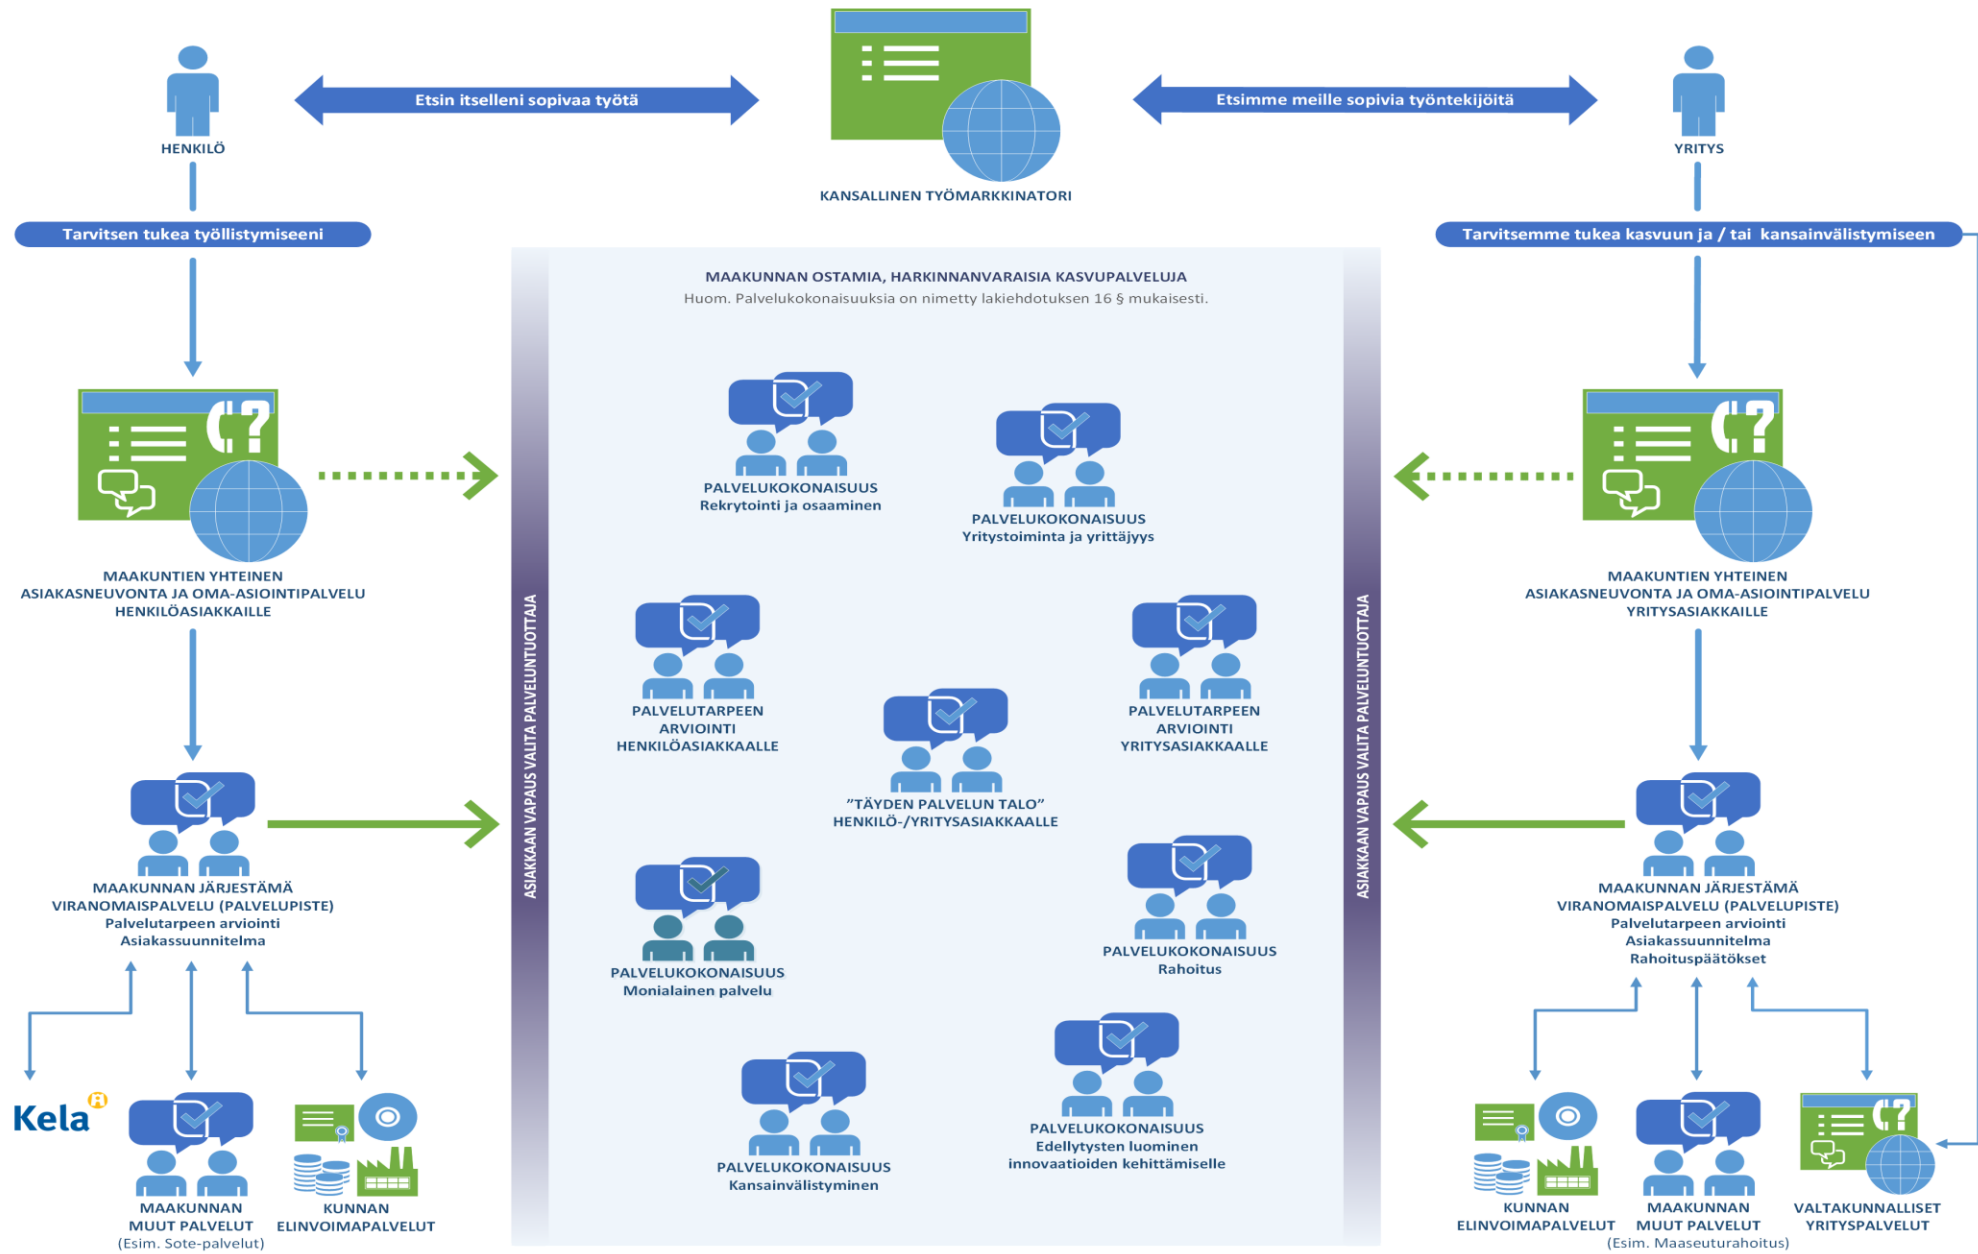 Etsin itselleni sopivaa työtä
Etsimme meille sopivia työntekijöitä
HENKILÖ
YRITYS
KANSALLINEN TYÖMARKKINATORI
Tarvitsen tukea työllistymiseeni
Tarvitsemme tukea kasvuun ja / tai kansainvälistymiseen
MAAKUNNAN OSTAMIA, HARKINNANVARAISIA KASVUPALVELUJA
Huom. Palvelukokonaisuuksia on nimetty lakiehdotuksen 16 § mukaisesti.
MAAKUNTIEN YHTEINEN
ASIAKASNEUVONTA JA OMA-ASIOINTIPALVELU
HENKILÖASIAKKAILLE
MAAKUNNAN JÄRJESTÄMÄ
VIRANOMAISPALVELU (PALVELUPISTE)
Palvelutarpeen arviointi
Asiakassuunnitelma
Kela
MAAKUNNAN
MUUT PALVELUT
(Esim. Sote-palvelut)
KUNNAN
ELINVOIMAPALVELUT
ASIAKKAAN VAPAUS VALITA PALVELUNTUOTTAJA
PALVELUKOKONAISUUS
Rekrytointi ja osaaminen
PALVELUKOKONAISUUS
Yritystoiminta ja yrittäjyys
PALVELUTARPEEN
ARVIOINTI
HENKILÖASIAKKAALLE
PALVELUTARPEEN
ARVIOINTI
YRITYSASIAKKAALLE
”TÄYDEN PALVELUN TALO”
HENKILÖ-/YRITYSASIAKKAALLE
PALVELUKOKONAISUUS
Monialainen palvelu
PALVELUKOKONAISUUS
Rahoitus
PALVELUKOKONAISUUS
Kansainvälistyminen
PALVELUKOKONAISUUS
Edellytysten luominen
innovaatioiden kehittämiselle
ASIAKKAAN VAPAUS VALITA PALVELUNTUOTTAJA
MAAKUNTIEN YHTEINEN
ASIAKASNEUVONTA JA OMA-ASIOINTIPALVELU
YRITYSASIAKKAILLE
MAAKUNNAN JÄRJESTÄMÄ
VIRANOMAISPALVELU (PALVELUPISTE)
Palvelutarpeen arviointi
Asiakassuunnitelma
Rahoituspäätökset
KUNNAN
ELINVOIMAPALVELUT
MAAKUNNAN
MUUT PALVELUT
(Esim. Maaseuturahoitus)
VALTAKUNNALLISET
YRITYSPALVELUT